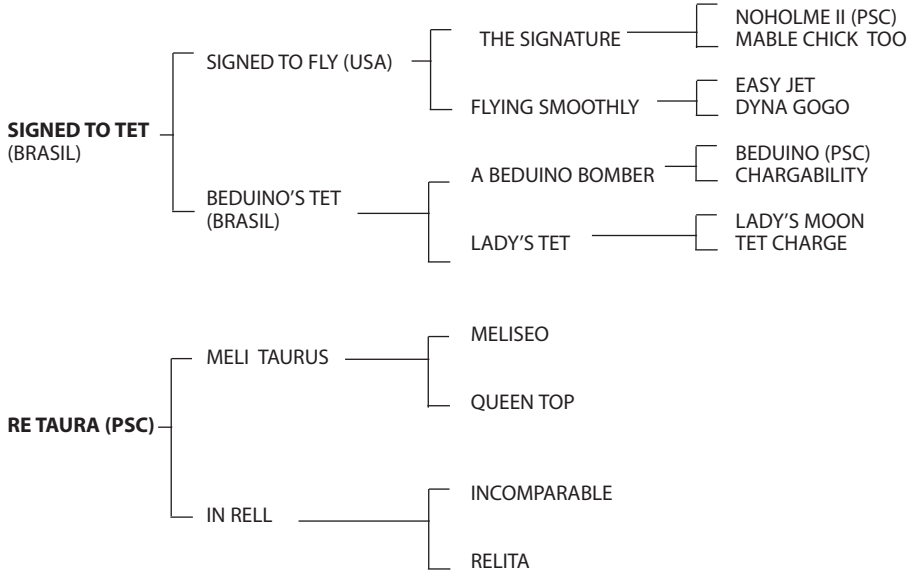 NOHOLME II (PSC)
THE SIGNATURE
MABLE CHICK TOO
SIGNED TO FLY (USA)
EASY JET
FLYING SMOOTHLY
DYNA GOGO
SIGNED TO TET
(BRASIL)
BEDUINO (PSC)
A BEDUINO BOMBER
CHARGABILITY
BEDUINO'S TET
(BRASIL)
LADY'S MOON
LADY'S TET
TET CHARGE
MELISEO
MELI TAURUS
QUEEN TOP
RE TAURA (PSC)
INCOMPARABLE
IN RELL
RELITA